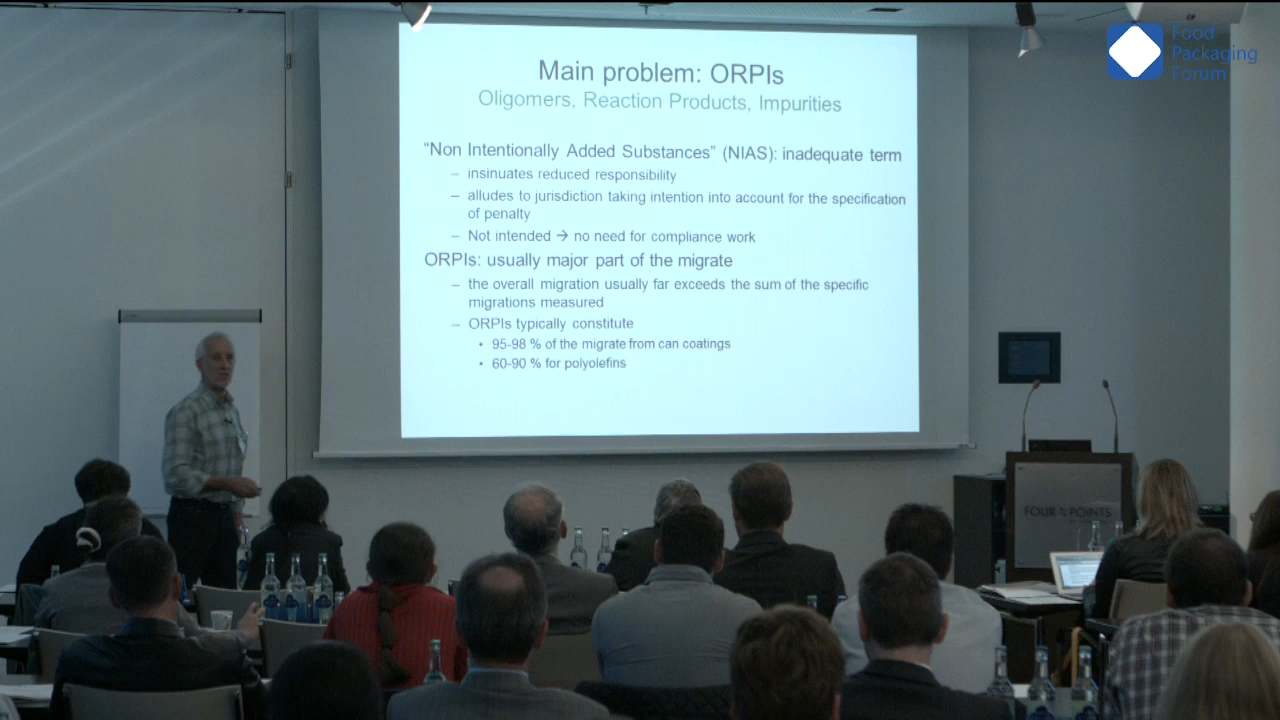 Food
Packaging
Forum
Main problem: ORPIs
Oligomers, Reaction Products, Impurities
“Non Intentionally Added Substances” (NIAS): inadequate term
– insinuates reduced responsibility
– alludes to jurisdiction taking intention into account for the specification
of penalty
– Not intended → no need for compliance work
ORPIs: usually major part of the migrate
– the overall migration usually far exceeds the sum of the specific
migrations measured
– ORPIs typically constitute
• 95-98 % of the migrate from can coatings
• 60-90 % for polyolefins
FOUR POINTS